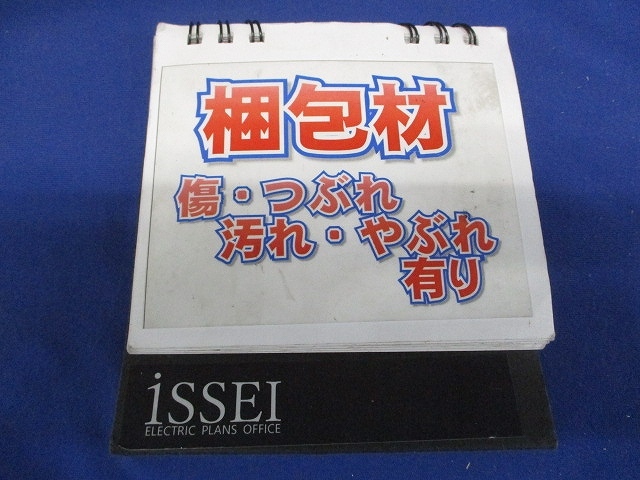 梱包材
傷・つぶれ
汚れ・やぶれ
有り
iSSEI
ELECTRIC PLANS OFFICE